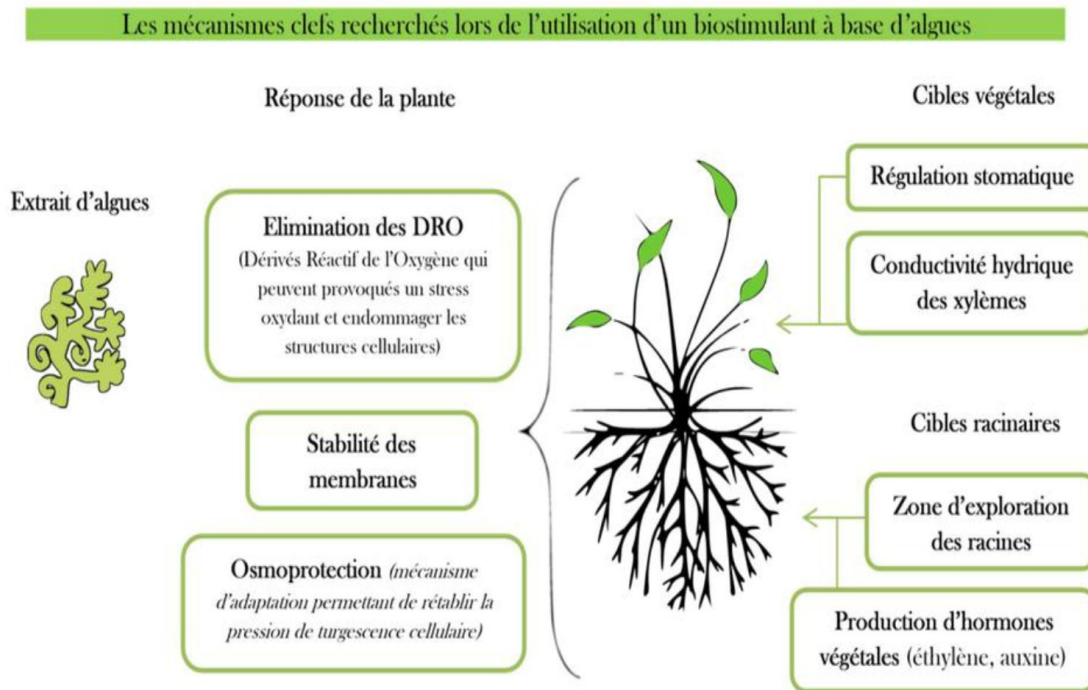 Les mécanismes clefs recherchés lors de l'utilisation d'un biostimulant à base d'algues
Réponse de la plante
Cibles végétales
Extrait d'algues
Elimination des DRO
(Dérivés Réactif de l'Oxygène qui
peuvent provoqués un stress
oxydant et endommager les
structures cellulaires)
Stabilité des
membranes
Osmoprotection (mécanisme
d'adaptation permettant de rétablir la
pression de turgescence cellulaire)
Régulation stomatique
Conductivité hydrique
des xylèmes
Cibles racinaires
Zone d'exploration
des racines
Production d'hormones
végétales (éthylène, auxine)